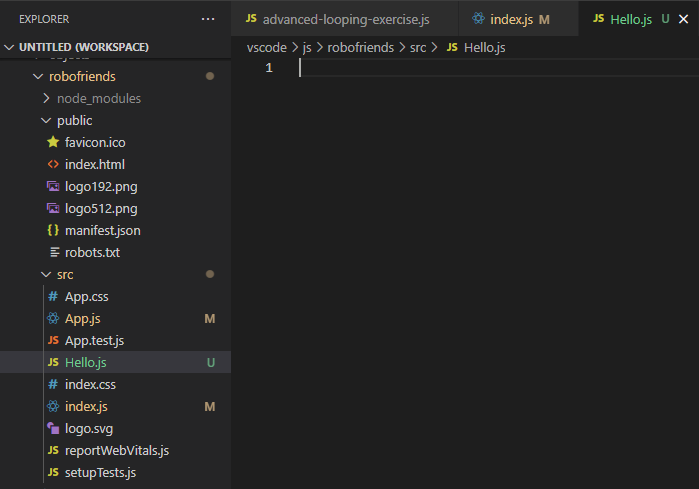 EXPLORER ...
UNTITLED (WORKSPACE)
robofriends
node_modules
public
favicon.ico
index.html
logo192.png
logo512.png
manifest.json
robots.txt
src
App.css
App.js M
App.test.js
Hello.js U
index.css
index.js M
logo.svg
reportWebVitals.js
setupTests.js
JS advanced-looping-exercise.js index.js M JS Hello.js U
vscode > js > robofriends > src > JS Hello.js
1